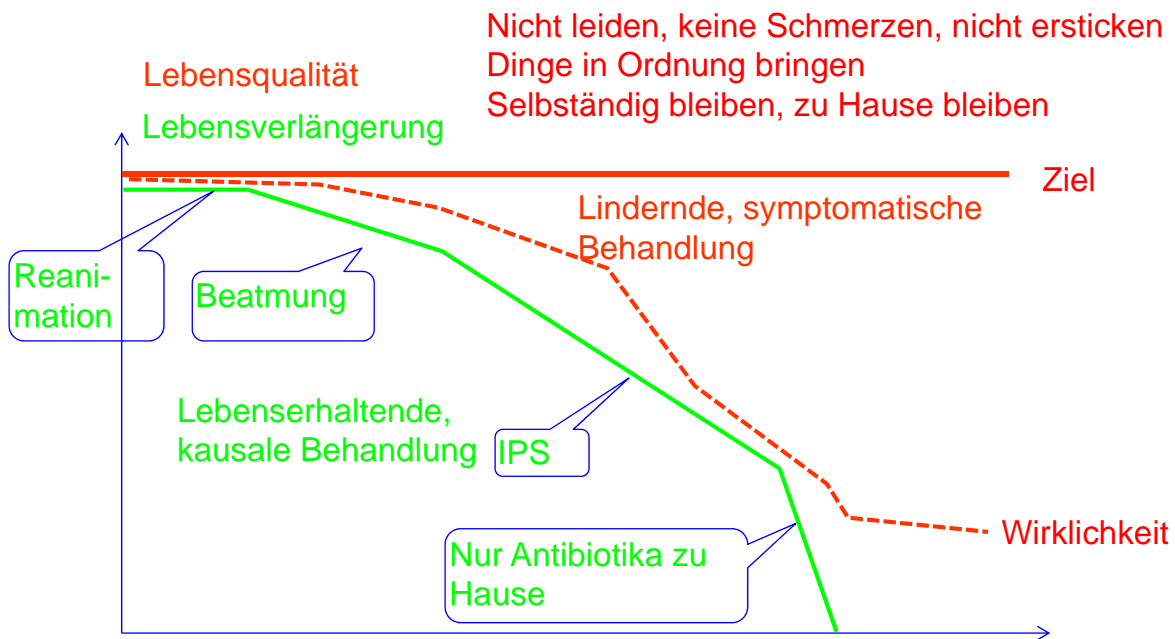 Nicht leiden, keine Schmerzen, nicht ersticken
Dinge in Ordnung bringen
Selbständig bleiben, zu Hause bleiben
Lebensqualität
Lebensverlängerung
Ziel
Lindernde, symptomatische
Behandlung
Reani-
mation
Beatmung
Lebenserhaltende,
kausale Behandlung
IPS
Wirklichkeit
Nur Antibiotika zu
Hause